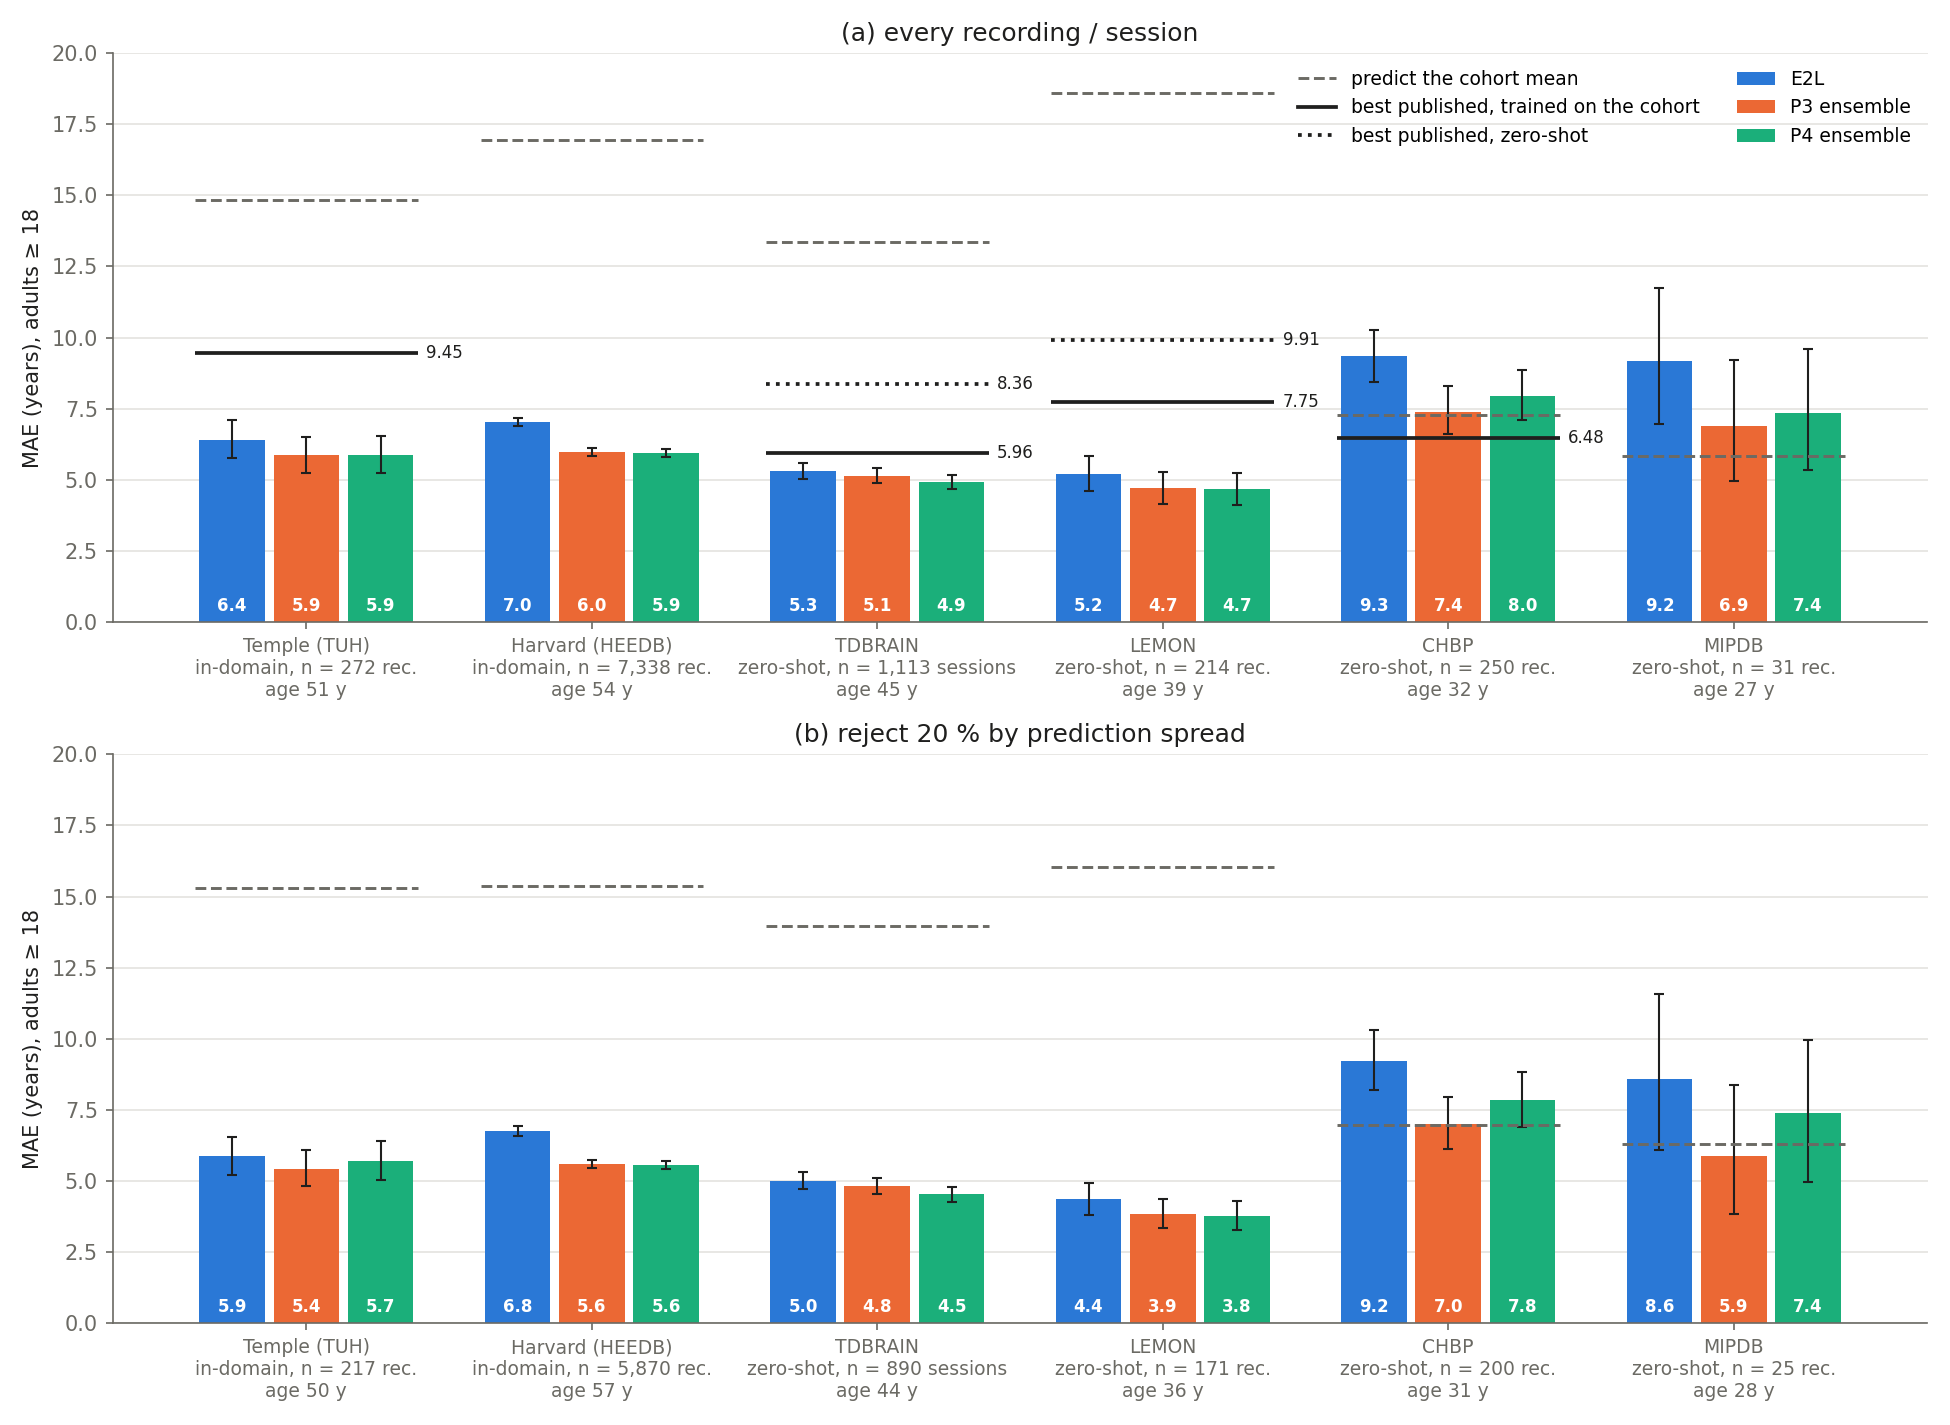 (a) every recording / session
20.0
17.5
15.0
12.5
10.0
7.5
5.0
2.5
0.0
MAE (years), adults ≥ 18
predict the cohort mean
best published, trained on the cohort
best published, zero-shot
E2L
P3 ensemble
P4 ensemble
9.45
8.36
5.96
9.91
7.75
6.48
6.4 5.9 5.9 7.0 6.0 5.9 5.3 5.1 4.9 5.2 4.7 4.7 9.3 7.4 8.0 9.2 6.9 7.4
Temple (TUH)
in-domain, n = 272 rec.
age 51 y
Harvard (HEEDB)
in-domain, n = 7,338 rec.
age 54 y
TDBRAIN
zero-shot, n = 1,113 sessions
age 45 y
LEMON
zero-shot, n = 214 rec.
age 39 y
CHBP
zero-shot, n = 250 rec.
age 32 y
MIPDB
zero-shot, n = 31 rec.
age 27 y
(b) reject 20 % by prediction spread
20.0
17.5
15.0
12.5
10.0
7.5
5.0
2.5
0.0
MAE (years), adults ≥ 18
5.9 5.4 5.7 6.8 5.6 5.6 5.0 4.8 4.5 4.4 3.9 3.8 9.2 7.0 7.8 8.6 5.9 7.4
Temple (TUH)
in-domain, n = 217 rec.
age 50 y
Harvard (HEEDB)
in-domain, n = 5,870 rec.
age 57 y
TDBRAIN
zero-shot, n = 890 sessions
age 44 y
LEMON
zero-shot, n = 171 rec.
age 36 y
CHBP
zero-shot, n = 200 rec.
age 31 y
MIPDB
zero-shot, n = 25 rec.
age 28 y